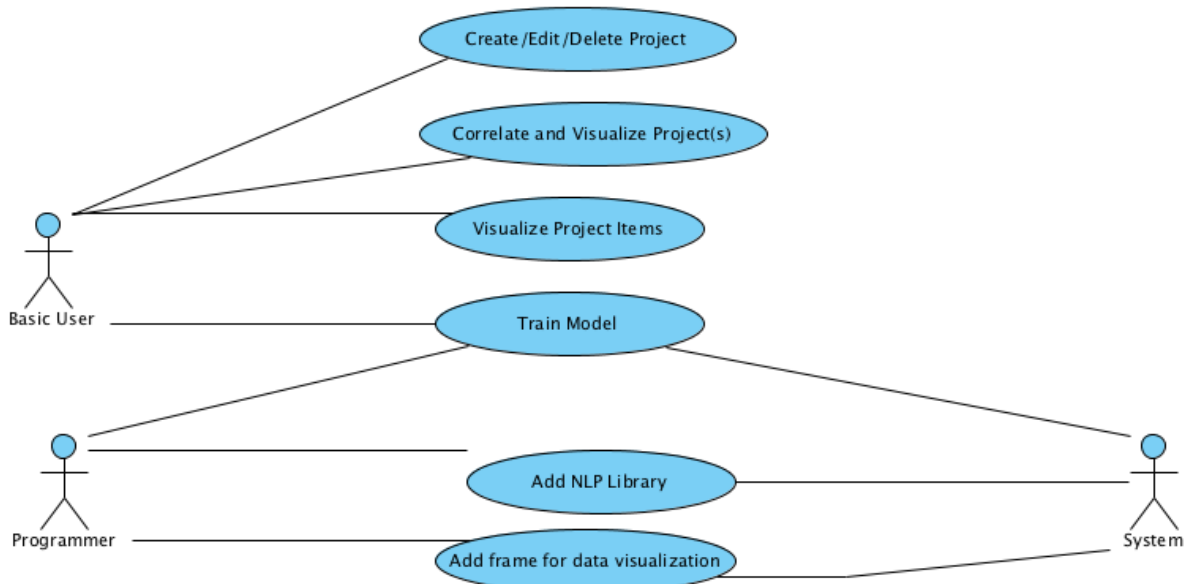 Create/Edit/Delete Project
Correlate and Visualize Project(s)
Visualize Project Items
Basic User
Train Model
Add NLP Library
Programmer
System
Add frame for data visualization